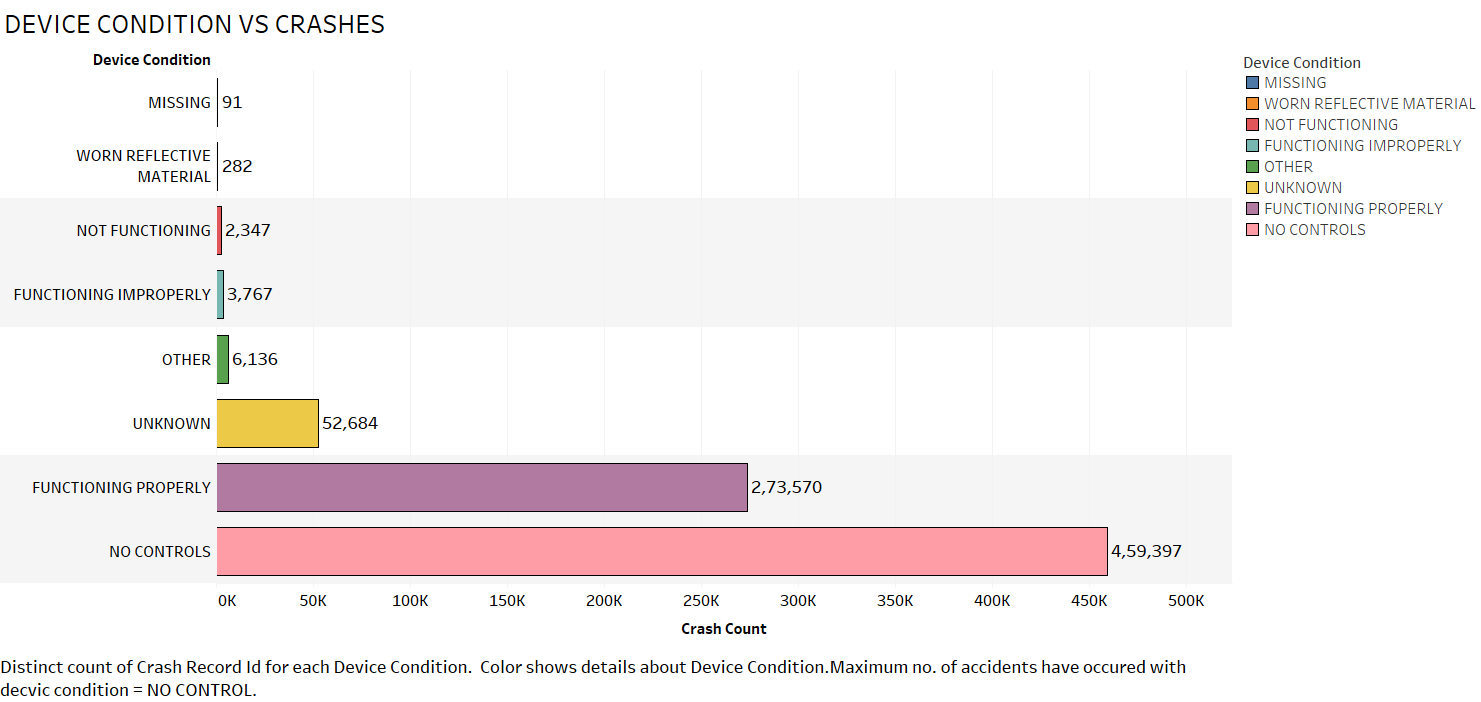 DEVICE CONDITION VS CRASHES
Device Condition
MISSING 91
WORN REFLECTIVE
MATERIAL 282
NOT FUNCTIONING 2,347
FUNCTIONING IMPROPERLY 3,767
OTHER 6,136
UNKNOWN 52,684
FUNCTIONING PROPERLY 2,73,570
NO CONTROLS 4,59,397
0K 50K 100K 150K 200K 250K 300K 350K 400K 450K 500K
Crash Count
Device Condition
MISSING
WORN REFLECTIVE MATERIAL
NOT FUNCTIONING
FUNCTIONING IMPROPERLY
OTHER
UNKNOWN
FUNCTIONING PROPERLY
NO CONTROLS
Distinct count of Crash Record Id for each Device Condition.  Color shows details about Device Condition.Maximum no. of accidents have occured with
decvic condition = NO CONTROL.